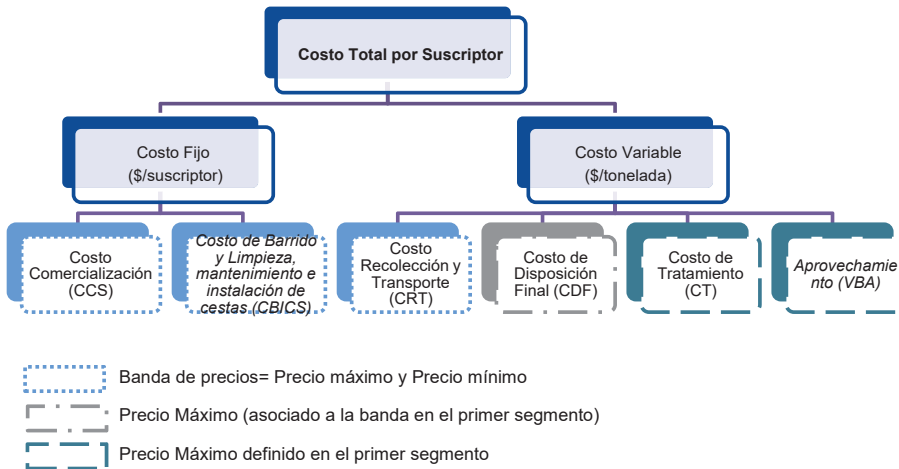 Costo Total por Suscriptor
Costo Fijo
($/suscriptor)
Costo Variable
($/tonelada)
Costo
Comercialización
(CCS)
Costo de Barrido
y Limpieza,
mantenimiento e
instalación de
cestas (CBICS)
Costo
Recolección y
Transporte (CRT)
Costo de
Disposición
Final (CDF)
Costo de
Tratamiento
(CT)
Aprovechamie
nto (VBA)
Banda de precios= Precio máximo y Precio mínimo
Precio Máximo (asociado a la banda en el primer segmento)
Precio Máximo definido en el primer segmento